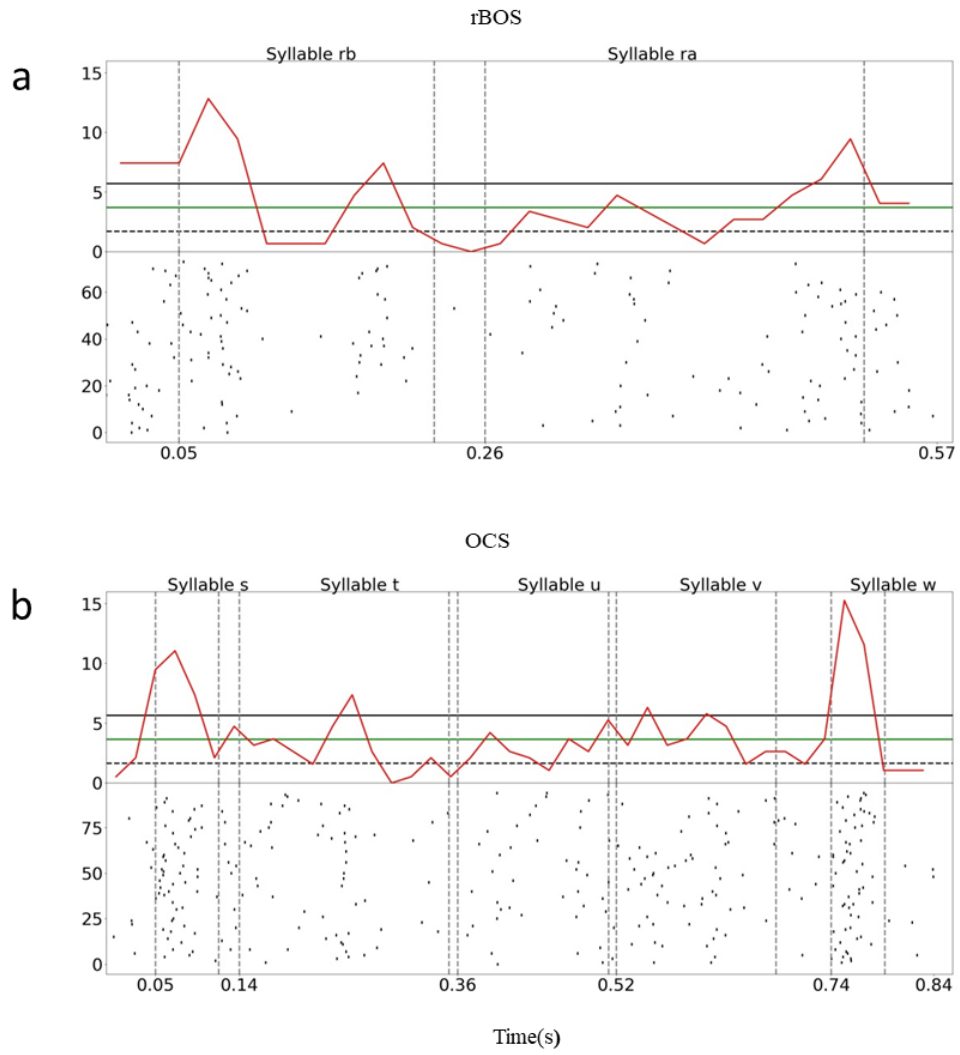 rBOS
a
Syllable rb Syllable ra
15
10
5
0
60
40
20
0
0.05 0.26 0.57
OCS
b
Syllable s Syllable t Syllable u Syllable v Syllable w
15
10
5
0
75
50
25
0
0.05 0.14 0.36 0.52 0.74 0.84
Time(s)